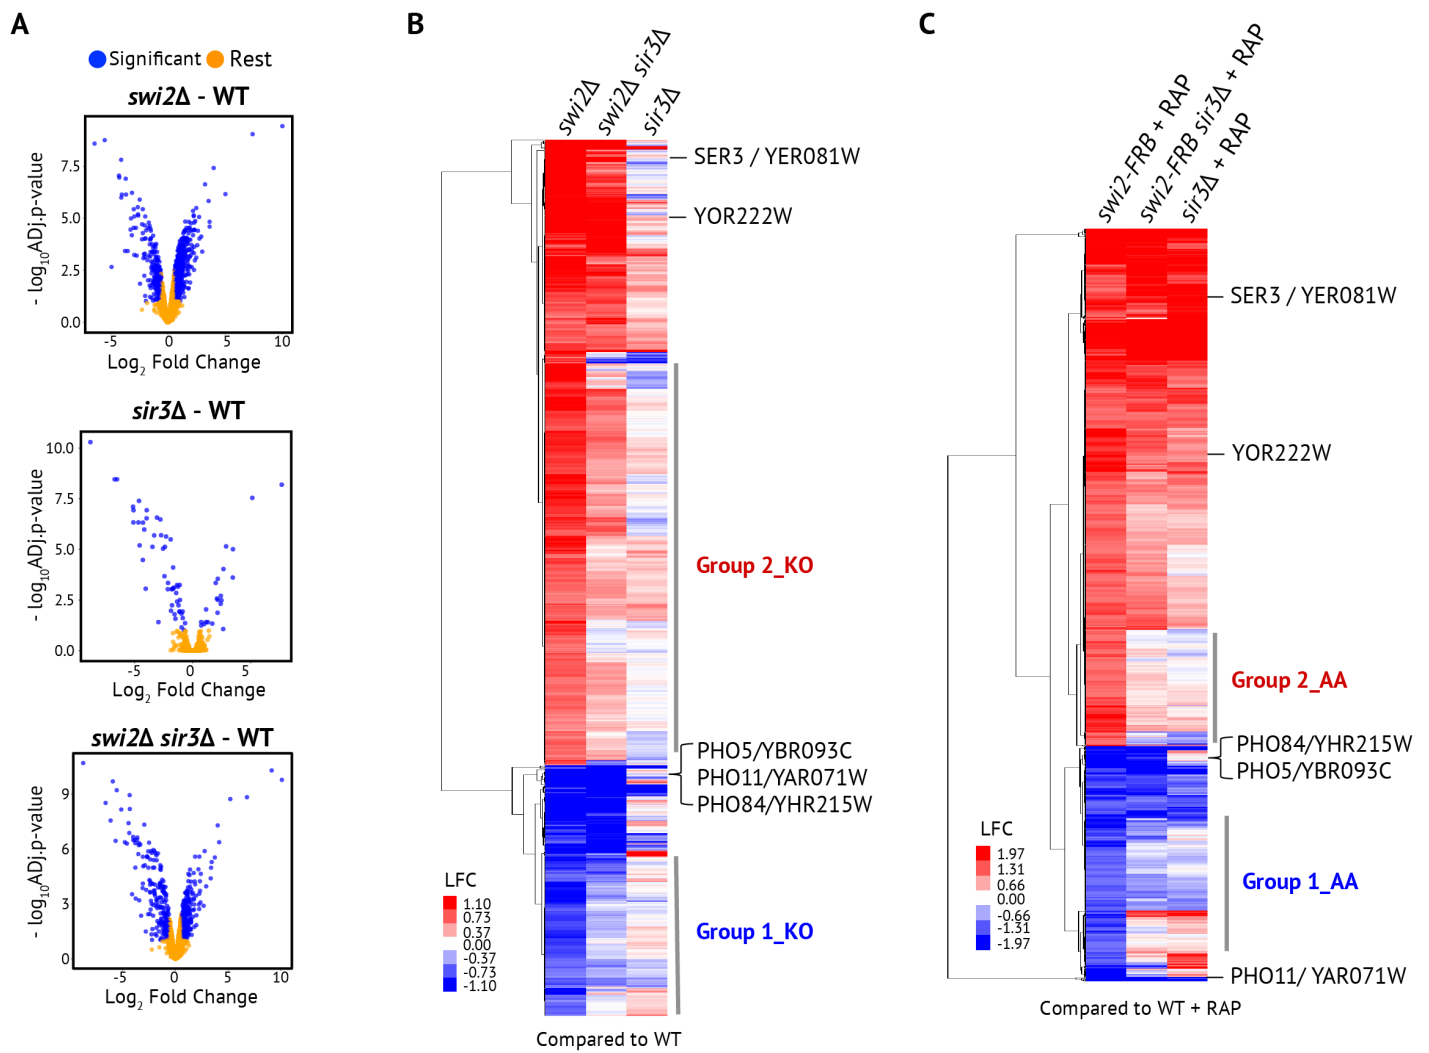 A
Significant Rest
swi2Δ - WT
- log10ADj.p-value
7.5
5.0
2.5
0.0
-5 0 5 10
Log2 Fold Change
sir3Δ - WT
- log10ADj.p-value
10.0
7.5
5.0
2.5
0.0
-5 0 5
Log2 Fold Change
swi2Δ sir3Δ - WT
- log10ADj.p-value
9
6
3
0
-5 0 5 10
Log2 Fold Change
B
swi2Δ
swi2Δ sir3Δ
sir3Δ
SER3 / YER081W
YOR222W
Group 2_KO
PHO5/YBR093C
PHO11/YAR071W
PHO84/YHR215W
Group 1_KO
LFC
1.10
0.73
0.37
0.00
-0.37
-0.73
-1.10
Compared to WT
C
swi2-FRB + RAP
swi2-FRB sir3Δ + RAP
sir3Δ + RAP
SER3 / YER081W
YOR222W
Group 2_AA
PHO84/YHR215W
PHO5/YBR093C
Group 1_AA
PHO11/ YAR071W
LFC
1.97
1.31
0.66
0.00
-0.66
-1.31
-1.97
Compared to WT + RAP